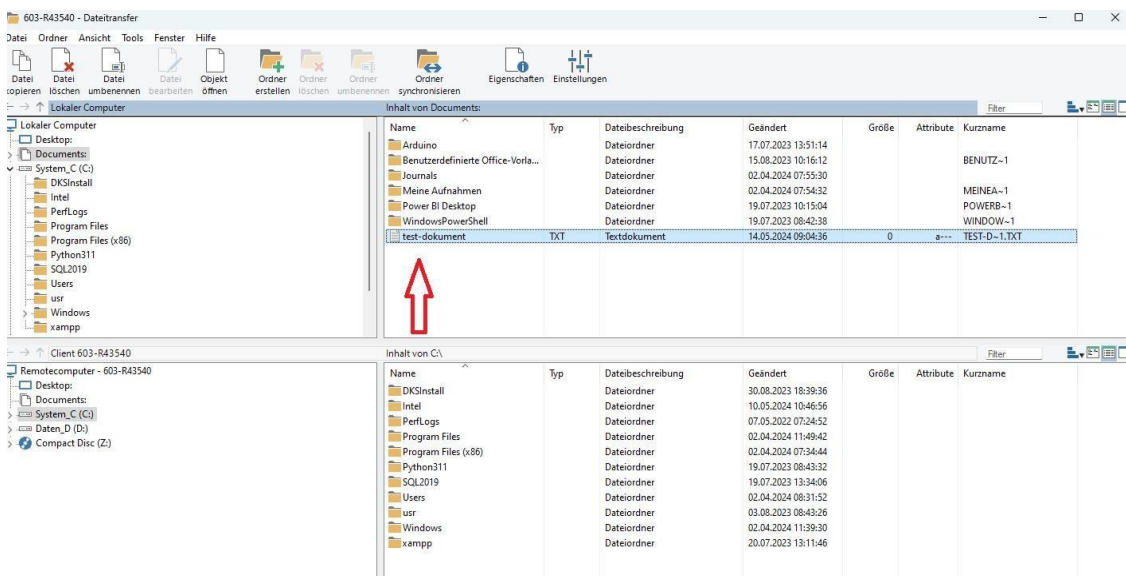 603-R43540 - Dateitransfer
Datei Ordner Ansicht Tools Fenster Hilfe
Datei kopieren
Datei löschen
Datei umbenennen
Datei bearbeiten
Objekt öffnen
Ordner erstellen
Ordner löschen
Ordner umbenennen
Ordner synchronisieren
Eigenschaften
Einstellungen
Lokaler Computer
Inhalt von Documents:
Filter
Lokaler Computer
Desktop:
Documents:
System_C (C:)
DKSInstall
Intel
PerfLogs
Program Files
Program Files (x86)
Python311
SQL2019
Users
usr
Windows
xampp
Name Typ Dateibeschreibung Geändert Größe Attribute Kurzname
Arduino Dateiordner 17.07.2023 13:51:14
Benutzerdefinierte Office-Vorla... Dateiordner 15.08.2023 10:16:12 BENUTZ~1
Journals Dateiordner 02.04.2024 07:55:30
Meine Aufnahmen Dateiordner 02.04.2024 07:54:32 MEINEA~1
Power BI Desktop Dateiordner 19.07.2023 10:15:04 POWERB~1
WindowsPowerShell Dateiordner 19.07.2023 08:42:38 WINDOW~1
test-dokument TXT Textdokument 14.05.2024 09:04:36 0 a--- TEST-D~1.TXT
Client 603-R43540
Inhalt von C:\
Filter
Remotecomputer - 603-R43540
Desktop:
Documents:
System_C (C:)
Daten_D (D:)
Compact Disc (Z:)
Name Typ Dateibeschreibung Geändert Größe Attribute Kurzname
DKSInstall Dateiordner 30.08.2023 18:39:36
Intel Dateiordner 10.05.2024 10:46:56
PerfLogs Dateiordner 07.05.2022 07:24:52
Program Files Dateiordner 02.04.2024 11:49:42
Program Files (x86) Dateiordner 02.04.2024 07:34:44
Python311 Dateiordner 19.07.2023 08:43:32
SQL2019 Dateiordner 19.07.2023 13:34:06
Users Dateiordner 02.04.2024 08:31:52
usr Dateiordner 03.08.2023 08:43:26
Windows Dateiordner 02.04.2024 11:39:30
xampp Dateiordner 20.07.2023 13:11:46